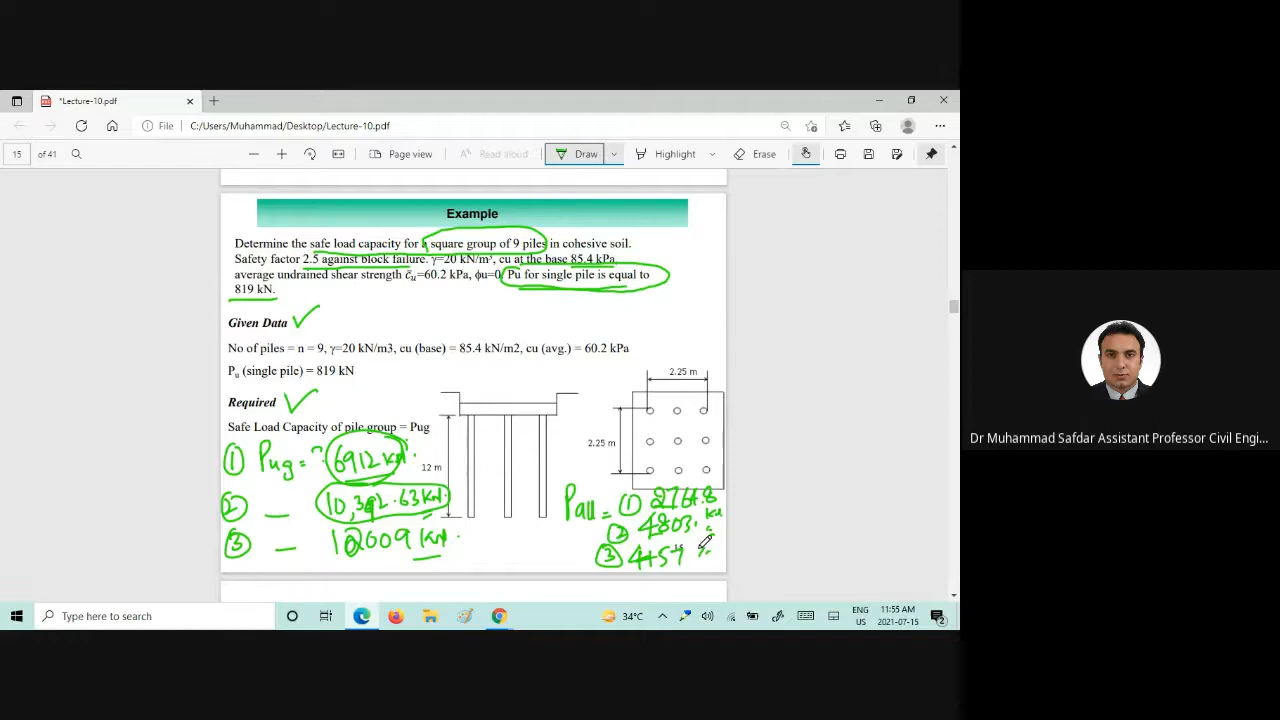 *Lecture-10.pdf
File
C:/Users/Muhammad/Desktop/Lecture-10.pdf
15 of 41
Page view
Read aloud
Draw
Highlight
Erase
Example
Determine the safe load capacity for a square group of 9 piles in cohesive soil.
Safety factor 2.5 against block failure. γ=20 kN/m³, cu at the base 85.4 kPa,
average undrained shear strength c̄u=60.2 kPa, ϕu=0. Pu for single pile is equal to
819 kN.
Given Data
No of piles = n = 9, γ=20 kN/m3, cu (base) = 85.4 kN/m2, cu (avg.) = 60.2 kPa
Pu (single pile) = 819 kN
Required
Safe Load Capacity of pile group = Pug
① Pug = ? 6912 kN.
② —
③ — 12009 kN.
12 m
2.25 m
2.25 m
Pall = ① 2764.8 kN
② 4803.
③ 4457
Dr Muhammad Safdar Assistant Professor Civil Engi...
Type here to search
34°C
ENG
US
11:55 AM
2021-07-15
2